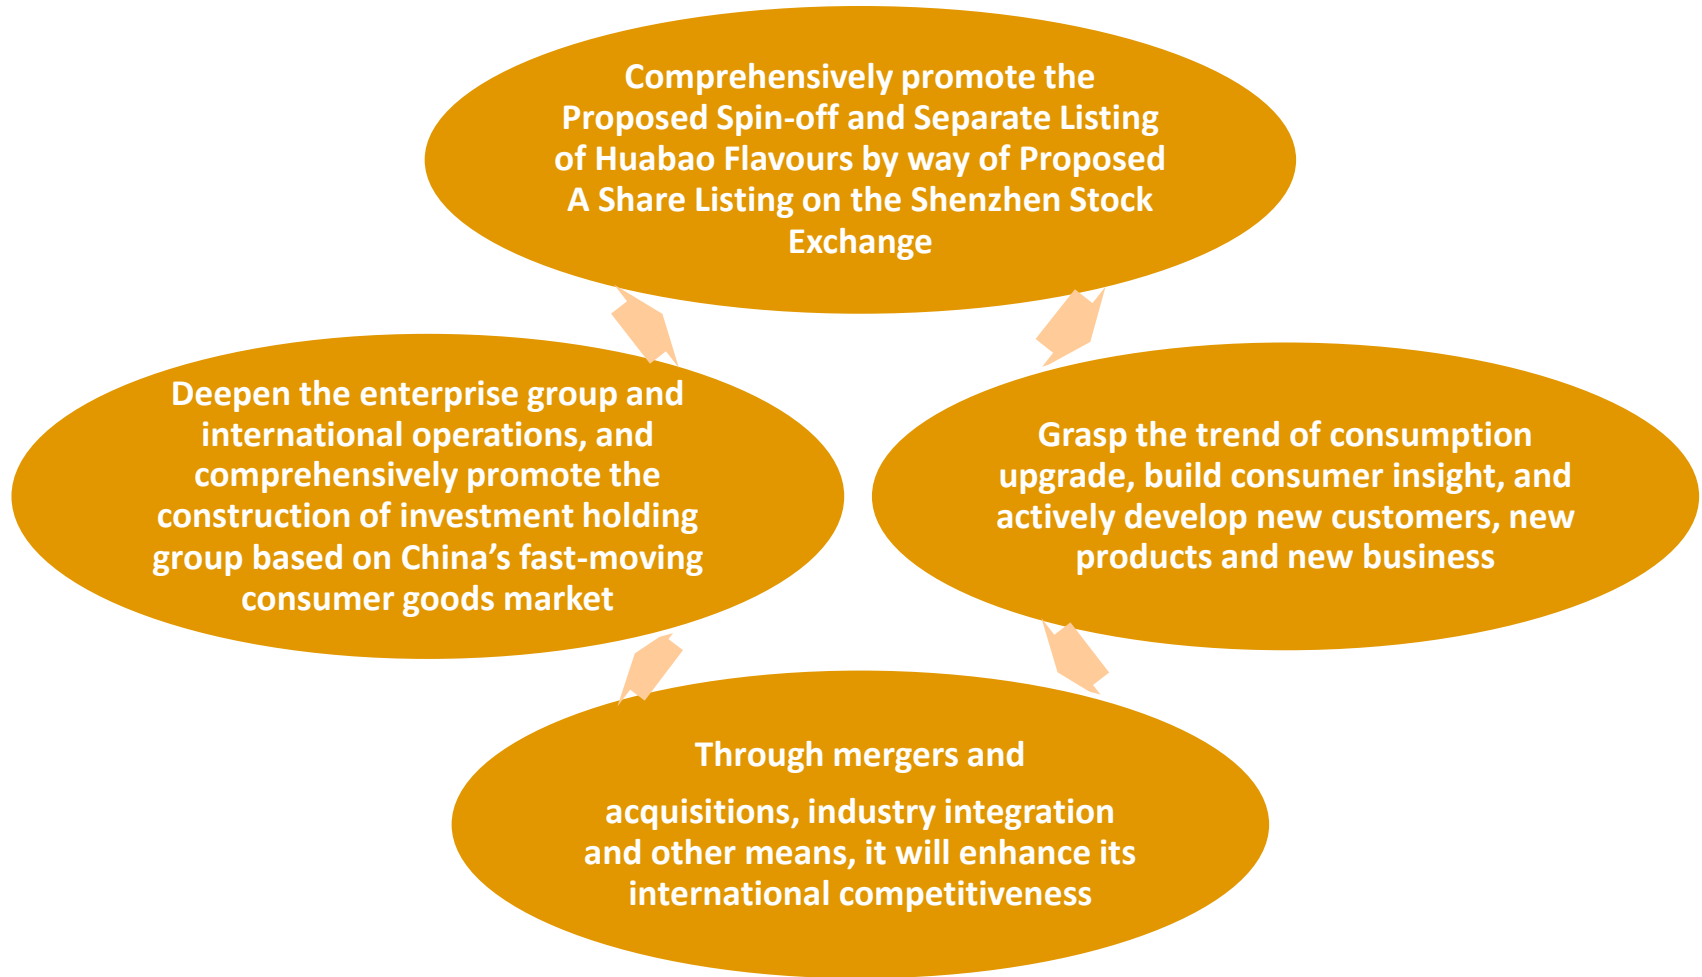 Comprehensively promote the
Proposed Spin-off and Separate Listing
of Huabao Flavours by way of Proposed
A Share Listing on the Shenzhen Stock
Exchange
Deepen the enterprise group and
international operations, and
comprehensively promote the
construction of investment holding
group based on China’s fast-moving
consumer goods market
Grasp the trend of consumption
upgrade, build consumer insight, and
actively develop new customers, new
products and new business
Through mergers and
acquisitions, industry integration
and other means, it will enhance its
international competitiveness